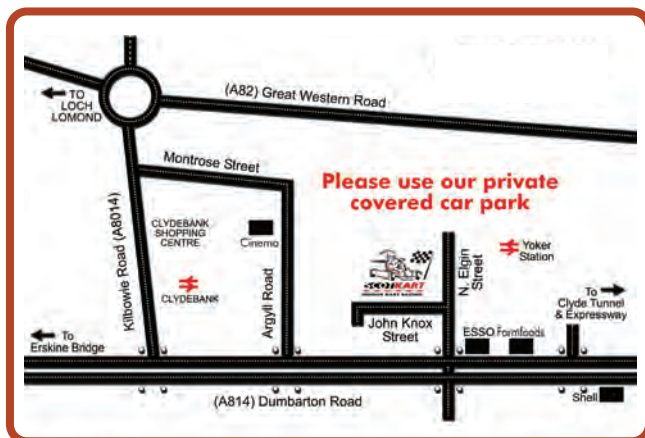 TO
LOCH
LOMOND
(A82) Great Western Road
Montrose Street
Please use our private
covered car park
Kilbowie Road (A8014)
CLYDEBANK
SHOPPING
CENTRE
Cinema
CLYDEBANK
Argyll Road
SCOTKART
N. Elgin
Street
Yoker
Station
To
Clyde Tunnel
& Expressway
John Knox
Street
ESSO Farmfoods
To
Erskine Bridge
(A814) Dumbarton Road
Shell